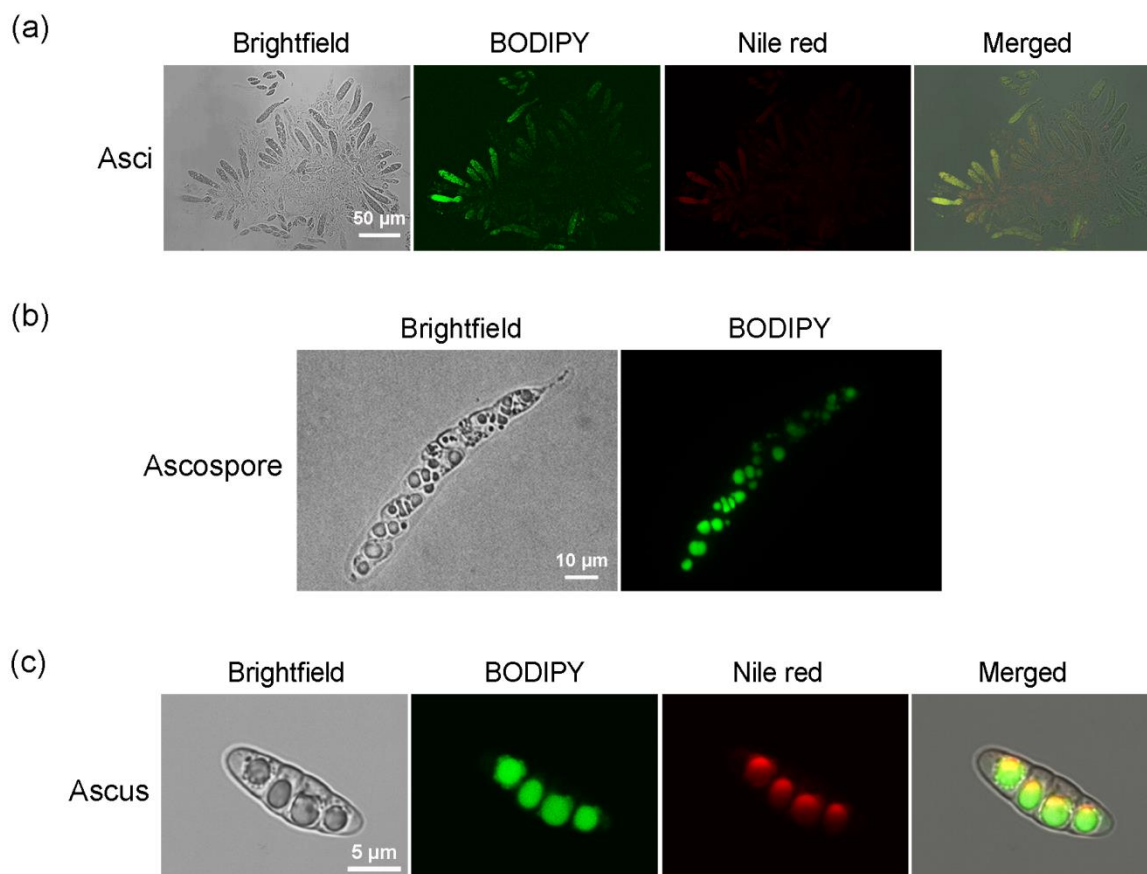 (a)
Brightfield BODIPY Nile red Merged
Asci
50 µm
(b)
Brightfield BODIPY
Ascospore
10 µm
(c)
Brightfield BODIPY Nile red Merged
Ascus
5 µm